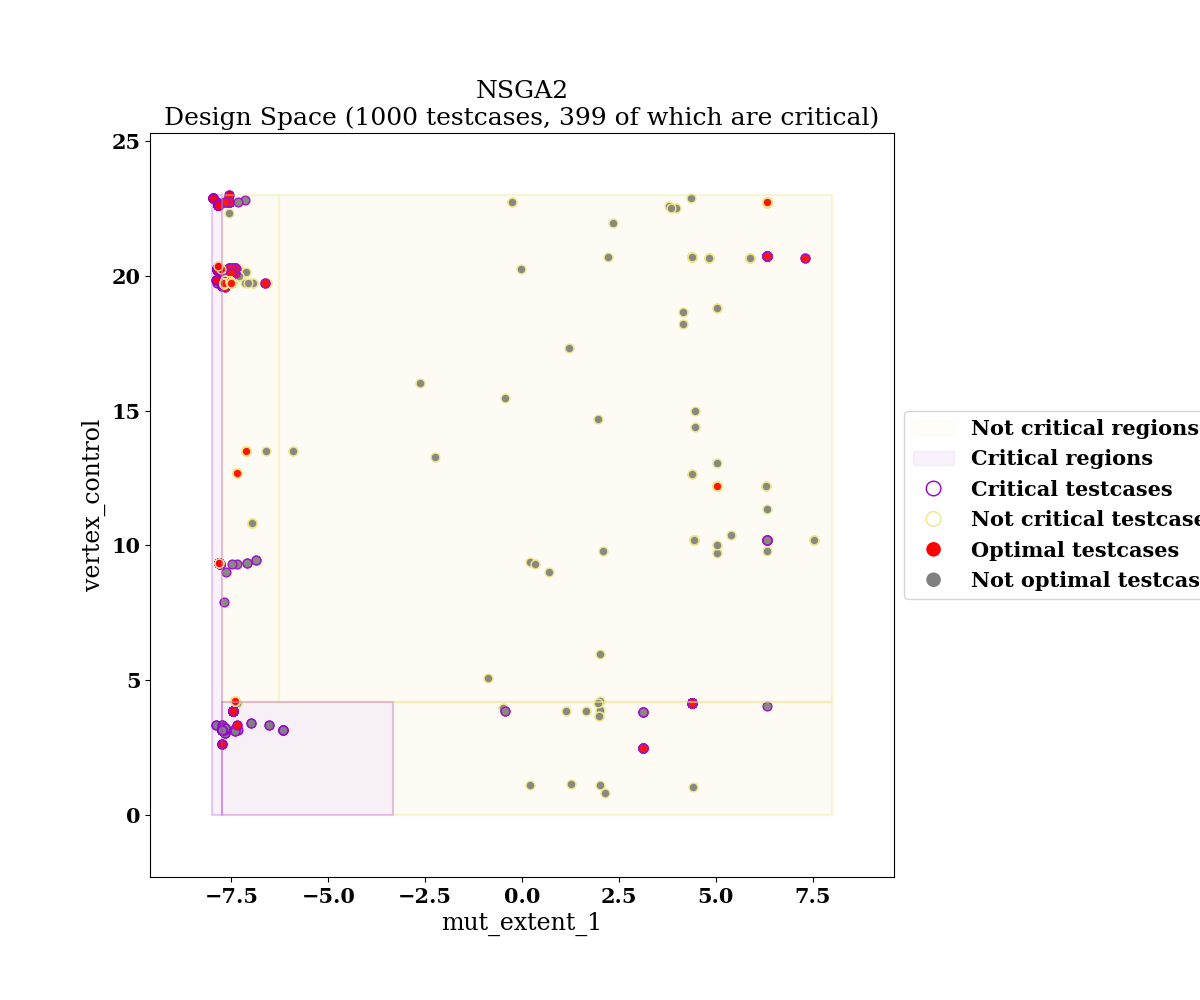 NSGA2
Design Space (1000 testcases, 399 of which are critical)
25
20
15
10
5
0
vertex_control
−7.5
−5.0
−2.5
0.0
2.5
5.0
7.5
mut_extent_1
Not critical regions
Critical regions
Critical testcases
Not critical testcase
Optimal testcases
Not optimal testcas